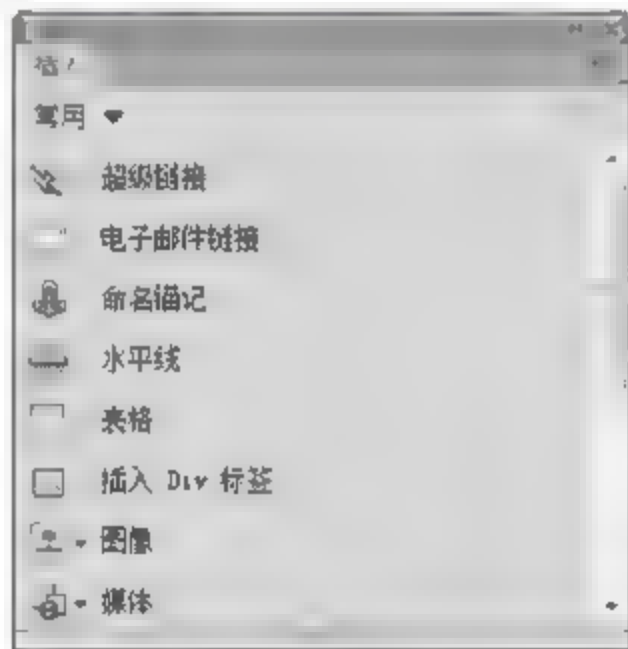 常用
超级链接
电子邮件链接
命名锚记
水平线
表格
插入 Div 标签
图像
媒体